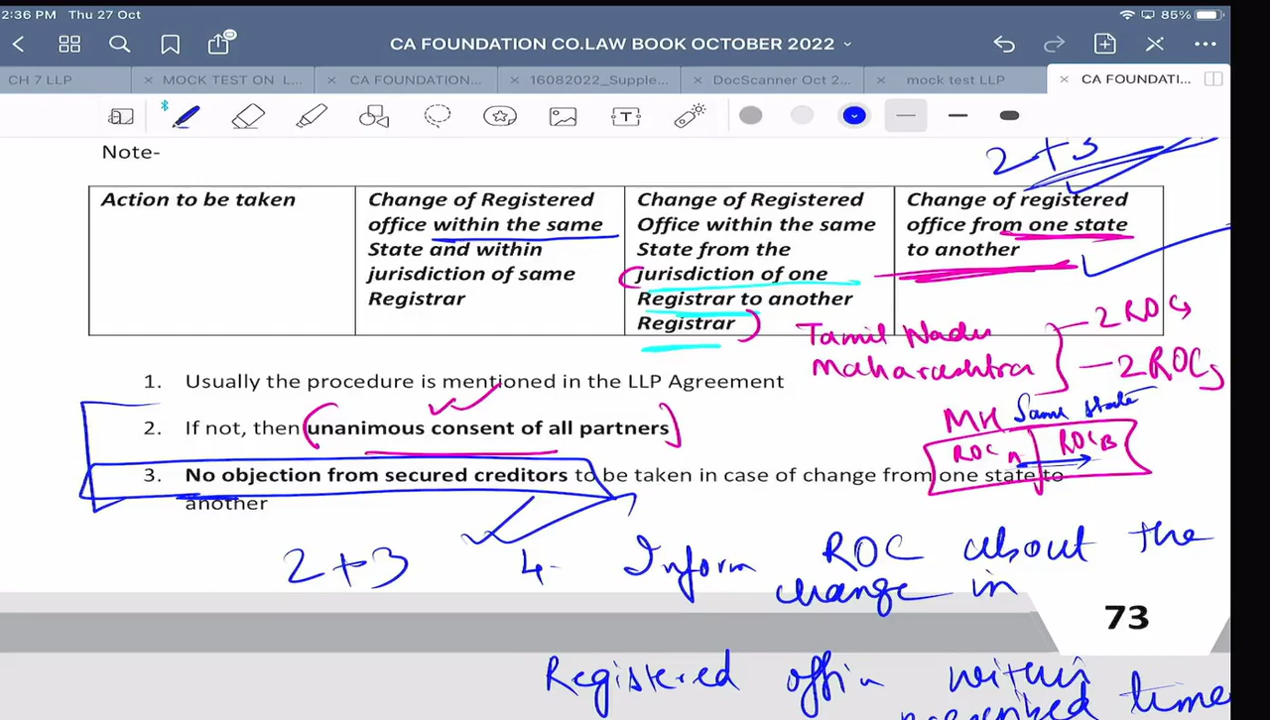 2:36 PM Thu 27 Oct
85%
CA FOUNDATION CO.LAW BOOK OCTOBER 2022
CH 7 LLP
MOCK TEST ON L...
CA FOUNDATION...
16082022_Supple...
DocScanner Oct 2...
mock test LLP
CA FOUNDATI...
Note-
2+3
Action to be taken
Change of Registered
office within the same
State and within
jurisdiction of same
Registrar
Change of Registered
Office within the same
State from the
jurisdiction of one
Registrar to another
Registrar
Change of registered
office from one state
to another
Tamil Nadu
Maharashtra
2 ROCs
2 ROCs
1. Usually the procedure is mentioned in the LLP Agreement
2. If not, then unanimous consent of all partners
MH Same state
ROC A
ROC B
3. No objection from secured creditors to be taken in case of change from one state to
another
2+3
4. Inform ROC about the
change in
73
Registered office within
prescribed time